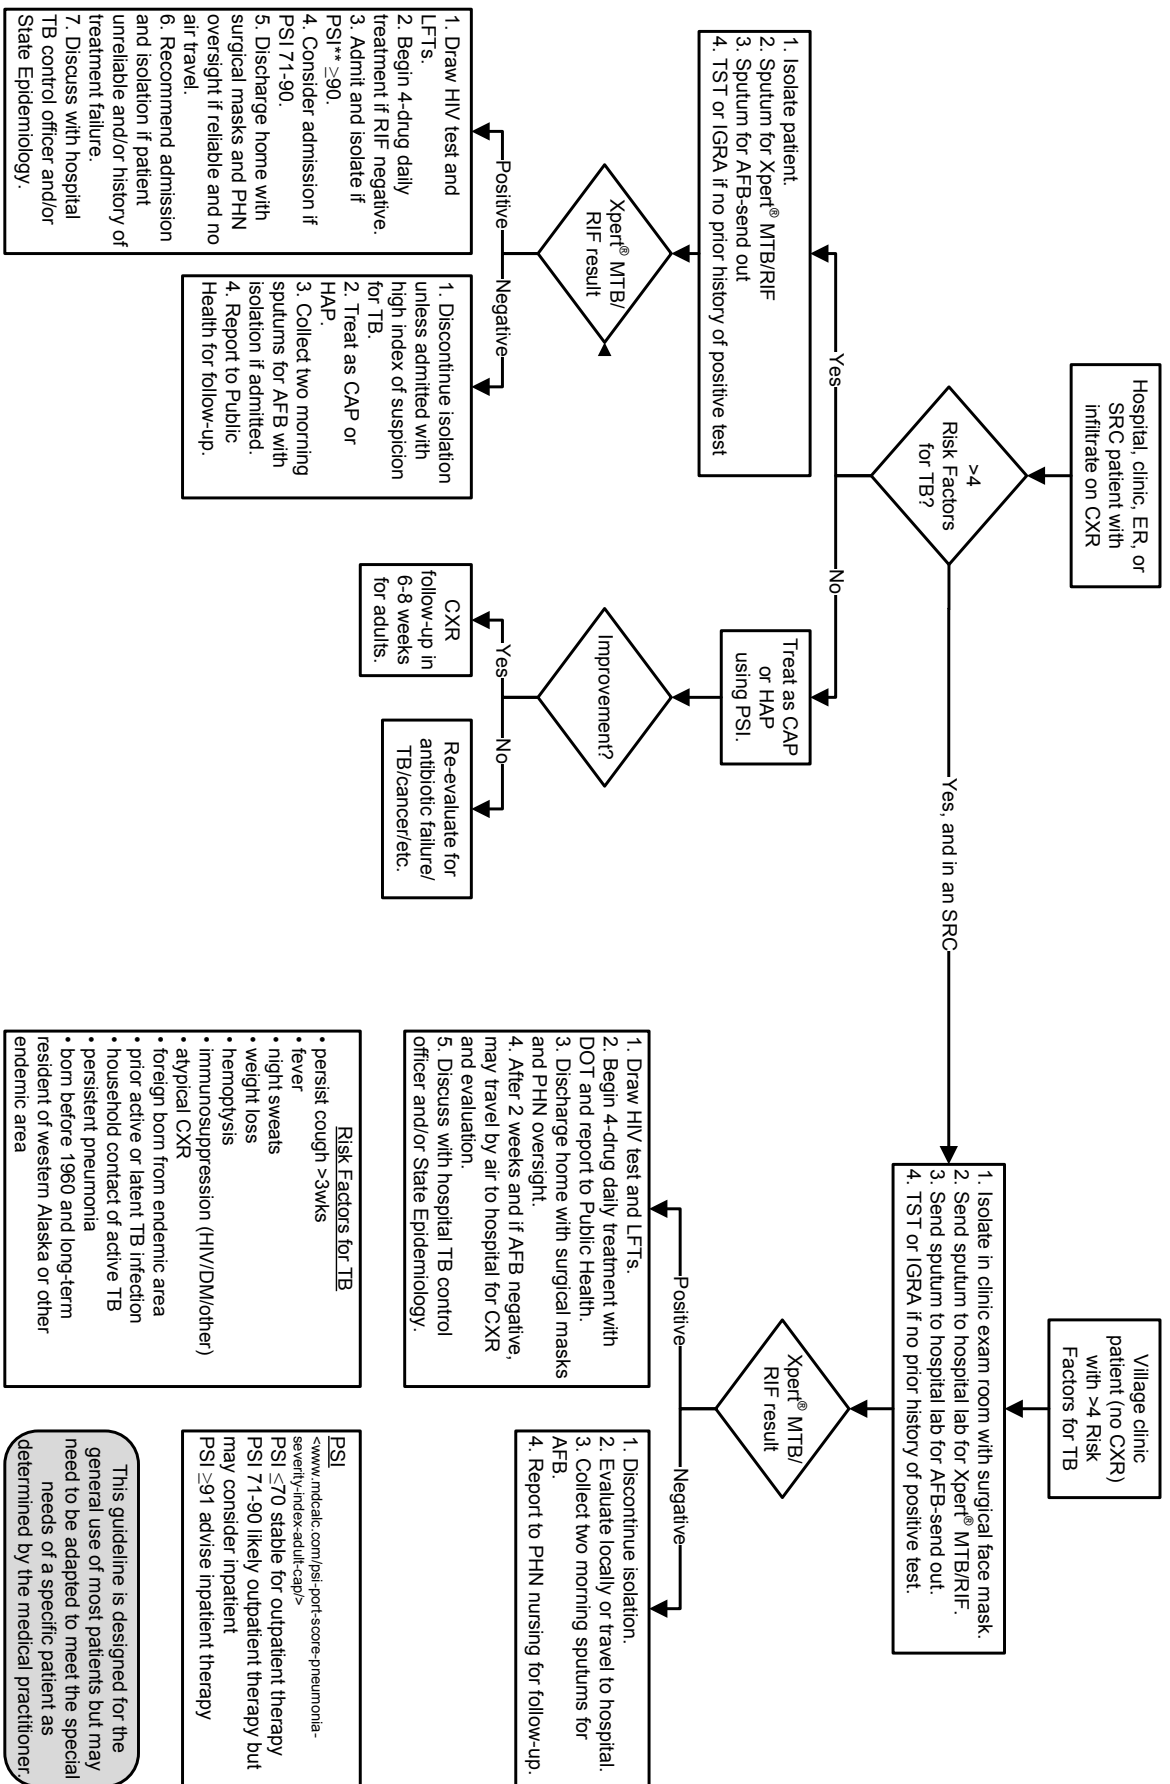 Hospital, clinic, ER, or
SRC patient with
infiltrate on CXR
>4
Risk Factors
for TB?
Yes
No
Yes, and in an SRC
1. Isolate patient.
2. Sputum for Xpert® MTB/RIF
3. Sputum for AFB-send out
4. TST or IGRA if no prior history of positive test
Xpert® MTB/
RIF result
Positive
Negative
1. Draw HIV test and
LFTs.
2. Begin 4-drug daily
treatment if RIF negative.
3. Admit and isolate if
PSI** ≥90.
4. Consider admission if
PSI 71-90.
5. Discharge home with
surgical masks and PHN
oversight if reliable and no
air travel.
6. Recommend admission
and isolation if patient
unreliable and/or history of
treatment failure.
7. Discuss with hospital
TB control officer and/or
State Epidemiology.
1. Discontinue isolation
unless admitted with
high index of suspicion
for TB.
2. Treat as CAP or
HAP.
3. Collect two morning
sputums for AFB with
isolation if admitted.
4. Report to Public
Health for follow-up.
Treat as CAP
or HAP
using PSI.
Improvement?
Yes
No
CXR
follow-up in
6-8 weeks
for adults.
Re-evaluate for
antibiotic failure/
TB/cancer/etc.
Village clinic
patient (no CXR)
with >4 Risk
Factors for TB
1. Isolate in clinic exam room with surgical face mask.
2. Send sputum to hospital lab for Xpert® MTB/RIF.
3. Send sputum to hospital lab for AFB-send out.
4. TST or IGRA if no prior history of positive test.
Xpert® MTB/
RIF result
Positive
Negative
1. Draw HIV test and LFTs.
2. Begin 4-drug daily treatment with
DOT and report to Public Health.
3. Discharge home with surgical masks
and PHN oversight.
4. After 2 weeks and if AFB negative,
may travel by air to hospital for CXR
and evaluation.
5. Discuss with hospital TB control
officer and/or State Epidemiology.
1. Discontinue isolation.
2. Evaluate locally or travel to hospital.
3. Collect two morning sputums for
AFB.
4. Report to PHN nursing for follow-up.
Risk Factors for TB
• persist cough >3wks
• fever
• night sweats
• weight loss
• hemoptysis
• immunosuppression (HIV/DM/other)
• atypical CXR
• foreign born from endemic area
• prior active or latent TB infection
• household contact of active TB
• persistent pneumonia
• born before 1960 and long-term
resident of western Alaska or other
endemic area
PSI
<www.mdcalc.com/psi-port-score-pneumonia-
severity-index-adult-cap/>
PSI ≤70 stable for outpatient therapy
PSI 71-90 likely outpatient therapy but
may consider inpatient
PSI ≥91 advise inpatient therapy
This guideline is designed for the
general use of most patients but may
need to be adapted to meet the special
needs of a specific patient as
determined by the medical practitioner.